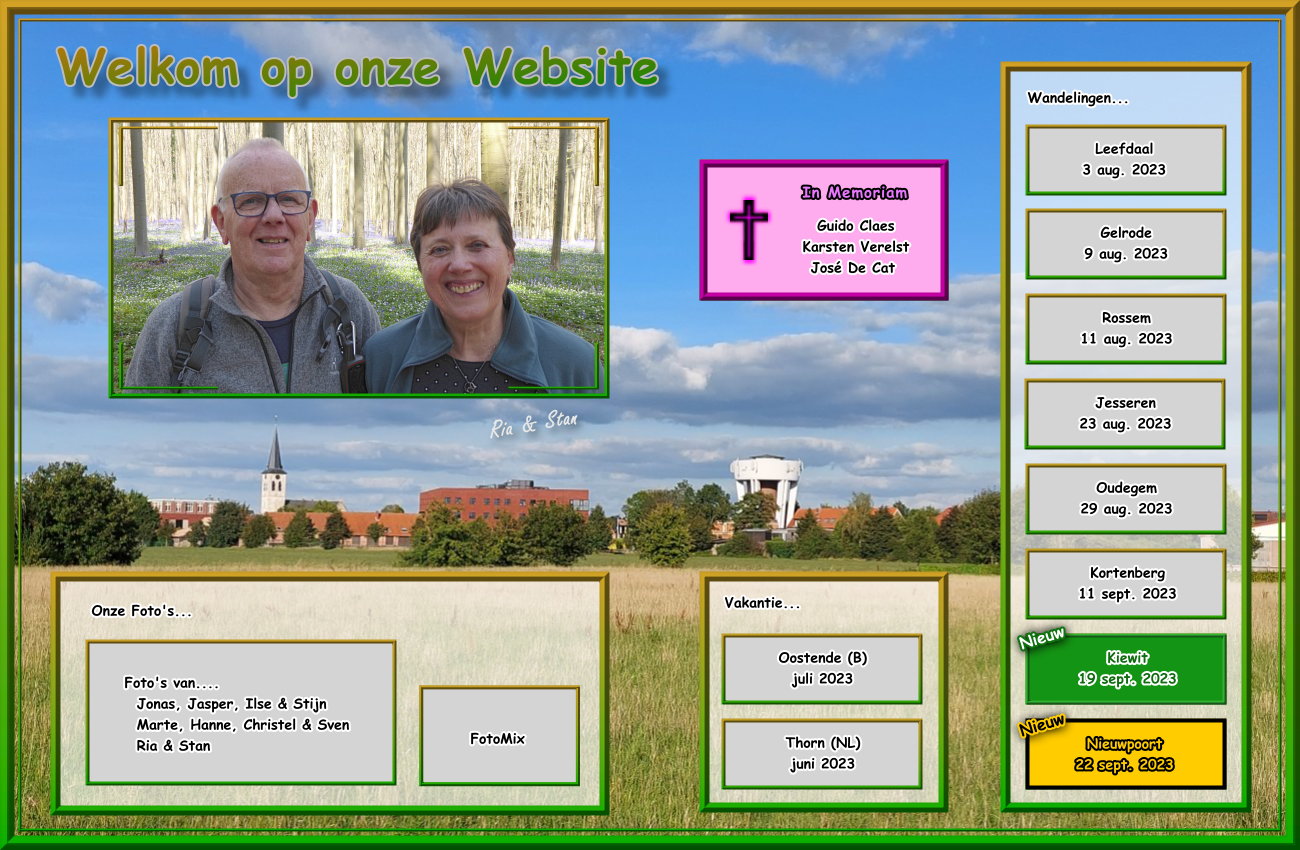 Welkom op onze Website
Ria & Stan
In Memoriam
Guido Claes
Karsten Verelst
José De Cat
Onze Foto's...
Foto's van....
Jonas, Jasper, Ilse & Stijn
Marte, Hanne, Christel & Sven
Ria & Stan
FotoMix
Vakantie...
Oostende (B)
juli 2023
Thorn (NL)
juni 2023
Wandelingen...
Leefdaal
3 aug. 2023
Gelrode
9 aug. 2023
Rossem
11 aug. 2023
Jesseren
23 aug. 2023
Oudegem
29 aug. 2023
Kortenberg
11 sept. 2023
Nieuw
Kiewit
19 sept. 2023
Nieuw
Nieuwpoort
22 sept. 2023